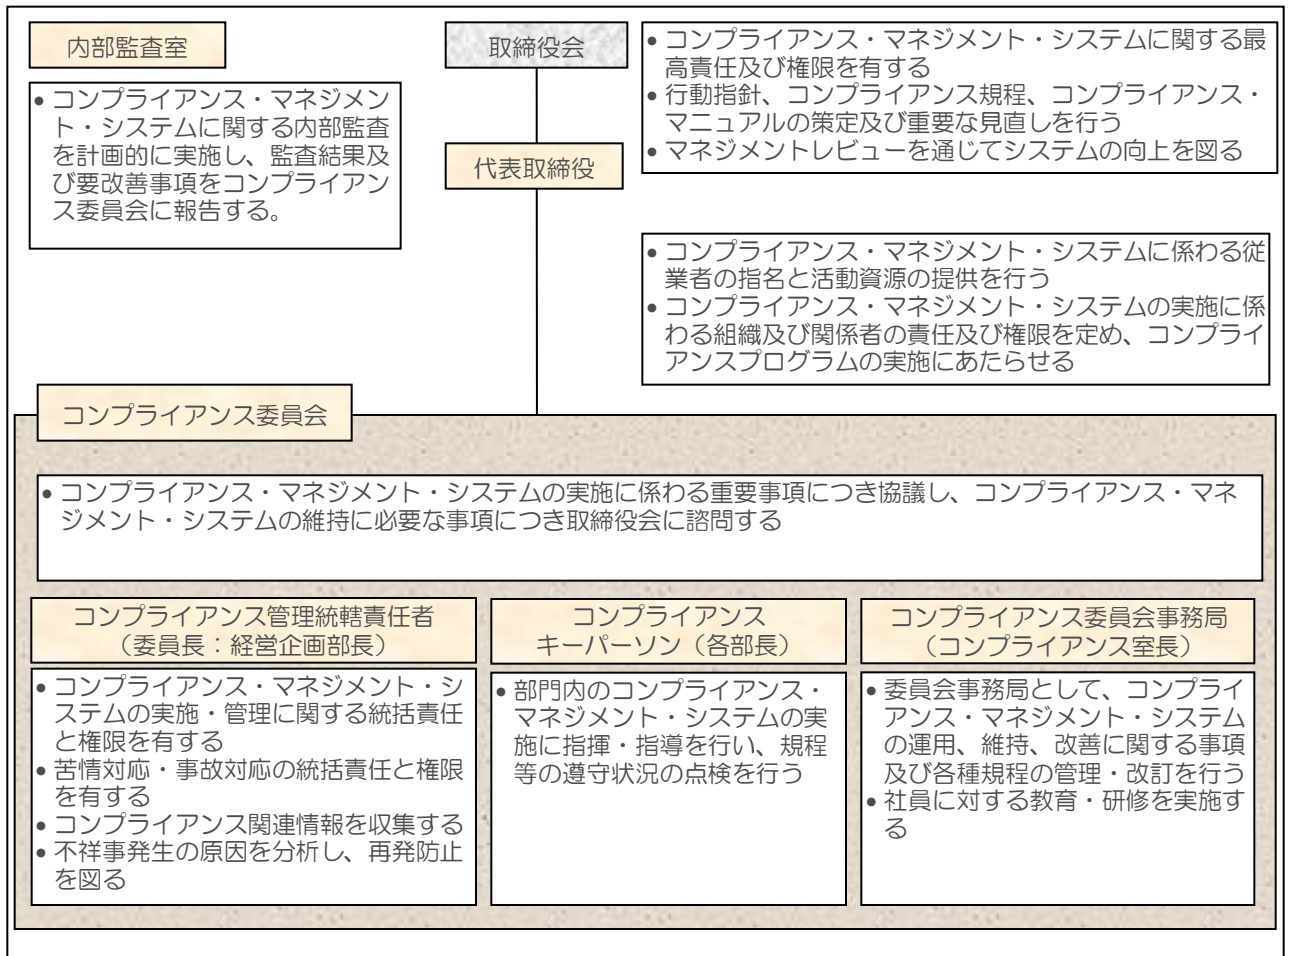 内部監査室
• コンプライアンス・マネジメン
ト・システムに関する内部監査
を計画的に実施し、監査結果及
び要改善事項をコンプライアン
ス委員会に報告する。
取締役会
• コンプライアンス・マネジメント・システムに関する最
高責任及び権限を有する
• 行動指針、コンプライアンス規程、コンプライアンス・
マニュアルの策定及び重要な見直しを行う
• マネジメントレビューを通じてシステムの向上を図る
代表取締役
• コンプライアンス・マネジメント・システムに係わる従
業者の指名と活動資源の提供を行う
• コンプライアンス・マネジメント・システムの実施に係
わる組織及び関係者の責任及び権限を定め、コンプライ
アンスプログラムの実施にあたらせる
コンプライアンス委員会
• コンプライアンス・マネジメント・システムの実施に係わる重要事項につき協議し、コンプライアンス・マネ
ジメント・システムの維持に必要な事項につき取締役会に諮問する
コンプライアンス管理統轄責任者
（委員長：経営企画部長）
• コンプライアンス・マネジメント・シ
ステムの実施・管理に関する統括責任
と権限を有する
• 苦情対応・事故対応の統括責任と権限
を有する
• コンプライアンス関連情報を収集する
• 不祥事発生の原因を分析し、再発防止
を図る
コンプライアンス
キーパーソン（各部長）
• 部門内のコンプライアンス・
マネジメント・システムの実
施に指揮・指導を行い、規程
等の遵守状況の点検を行う
コンプライアンス委員会事務局
（コンプライアンス室長）
• 委員会事務局として、コンプライ
アンス・マネジメント・システム
の運用、維持、改善に関する事項
及び各種規程の管理・改訂を行う
• 社員に対する教育・研修を実施す
る